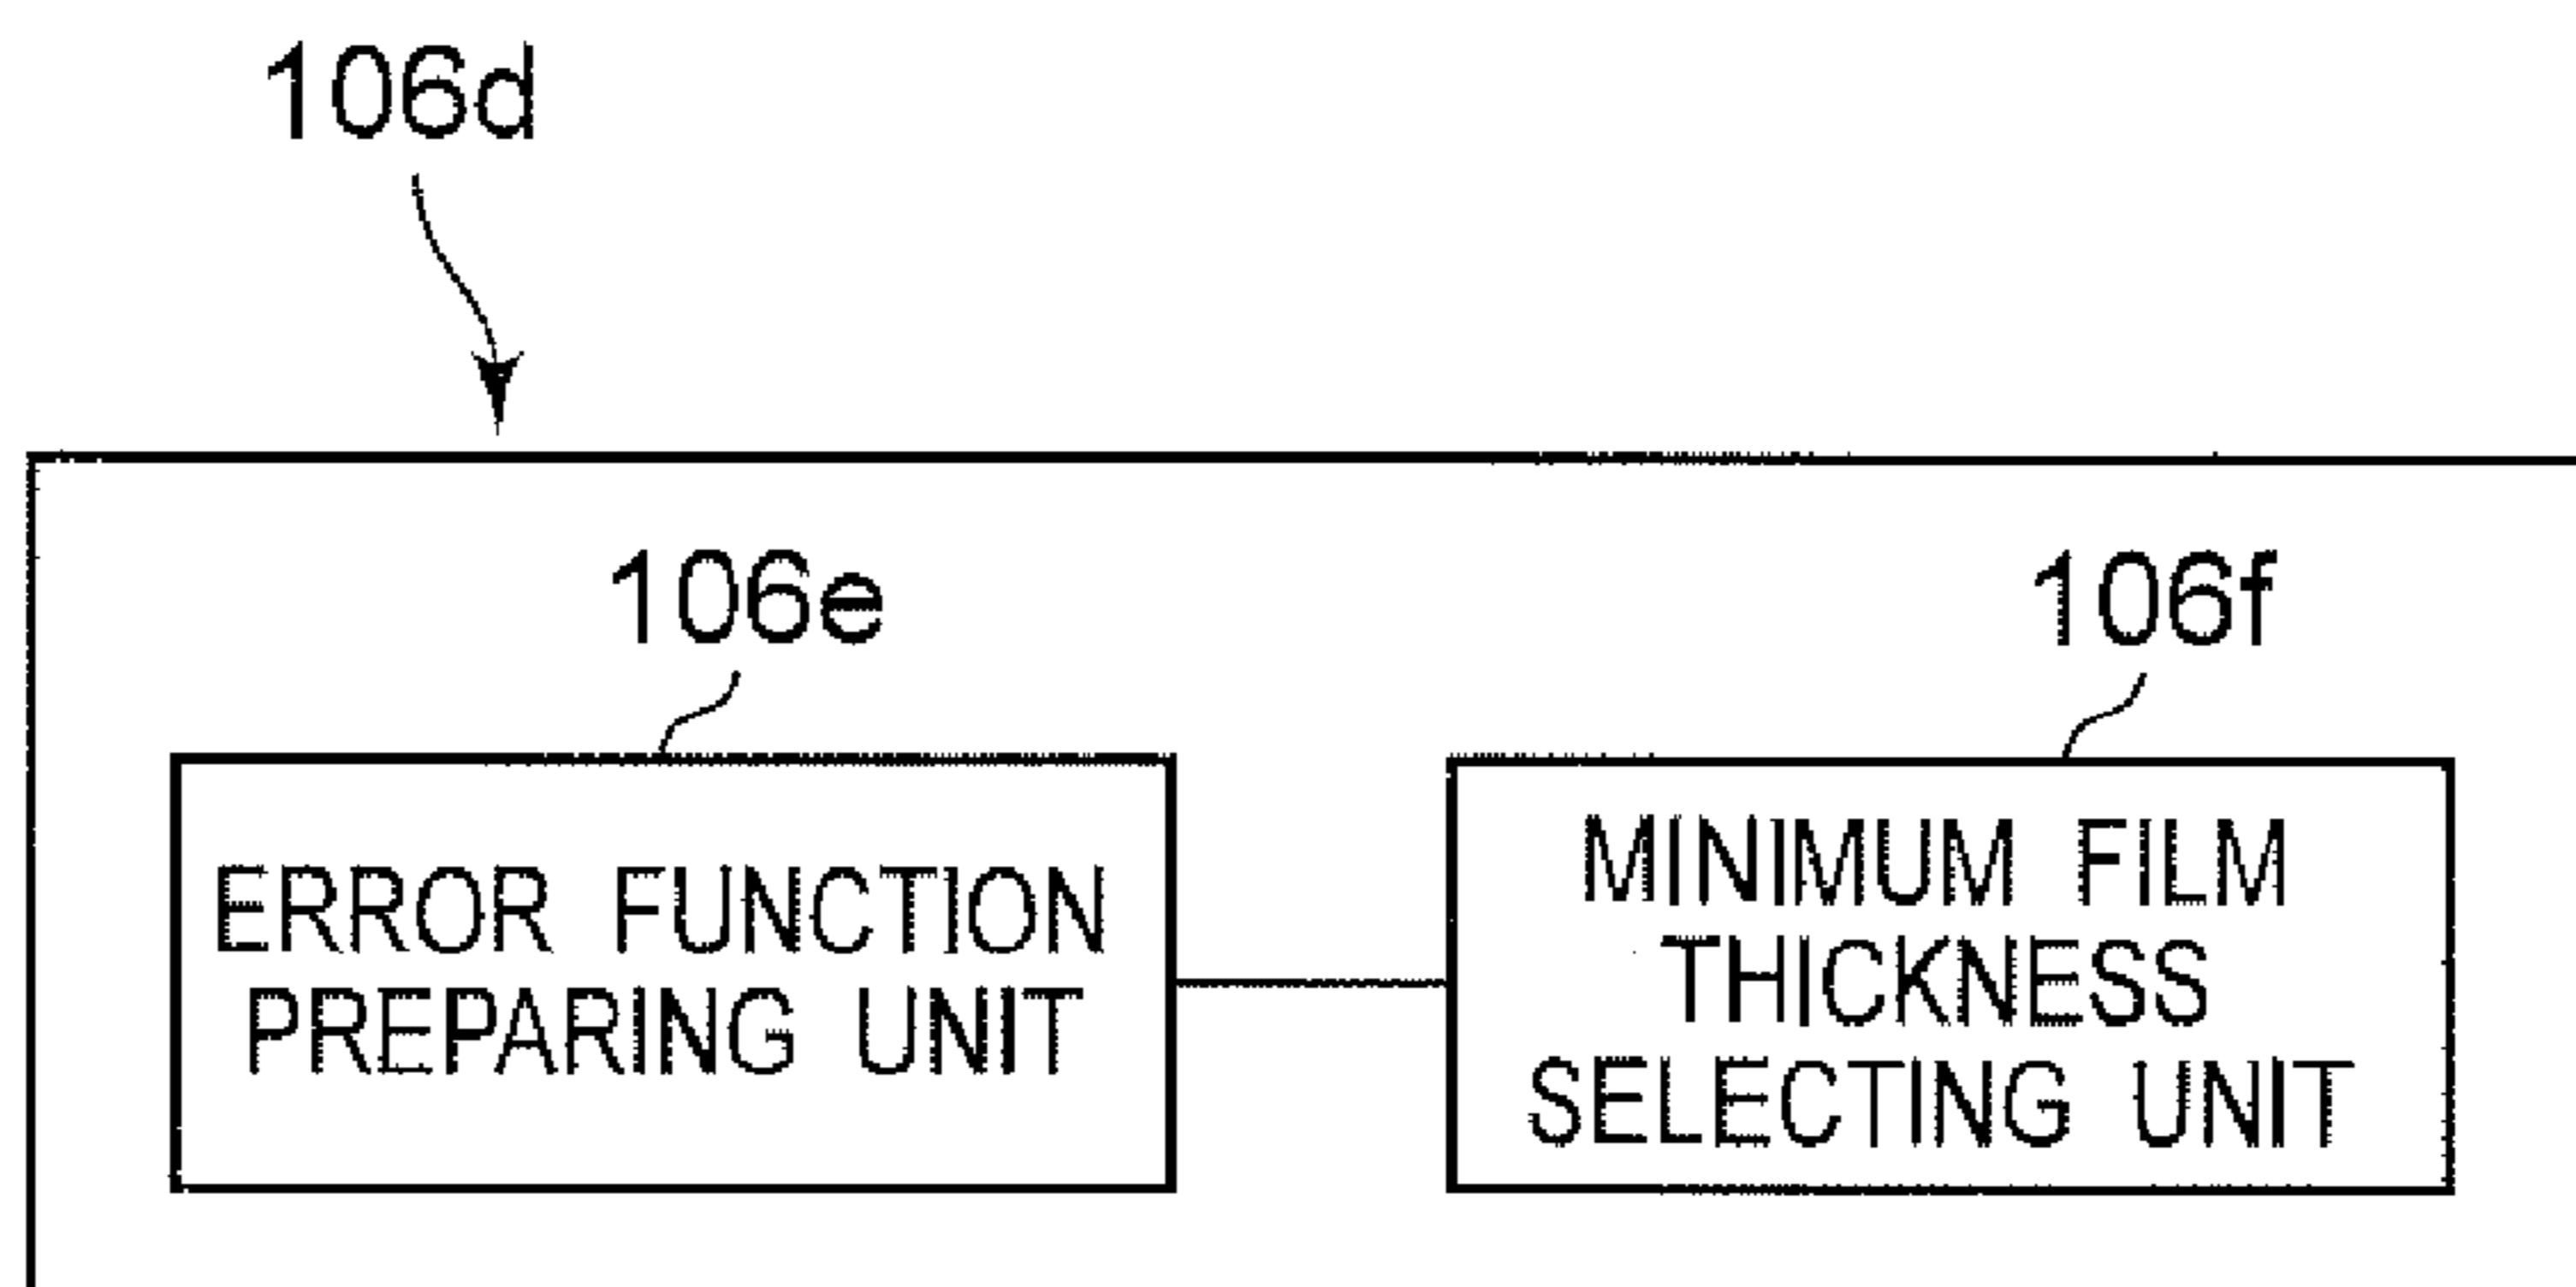 106d
106e
106f
ERROR FUNCTION
PREPARING UNIT
MINIMUM FILM
THICKNESS
SELECTING UNIT